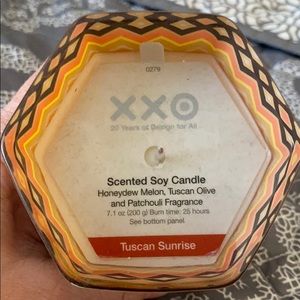 0279
XXO
20 Years of Design for All
Scented Soy Candle
Honeydew Melon, Tuscan Olive
and Patchouli Fragrance
7.1 oz (200 g) Burn time: 25 hours
See bottom panel.
Tuscan Sunrise